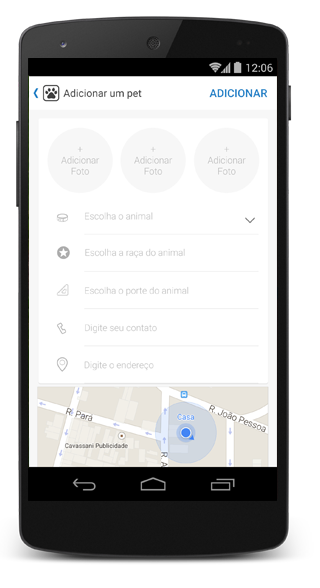 12:06
Adicionar um pet
ADICIONAR
+
Adicionar
Foto
+
Adicionar
Foto
+
Adicionar
Foto
Escolha o animal
Escolha a raça do animal
Escolha o porte do animal
Digite seu contato
Digite o endereço
Casa
R. João Pessoa
R. Pará
Cavassani Publicidade
R. A